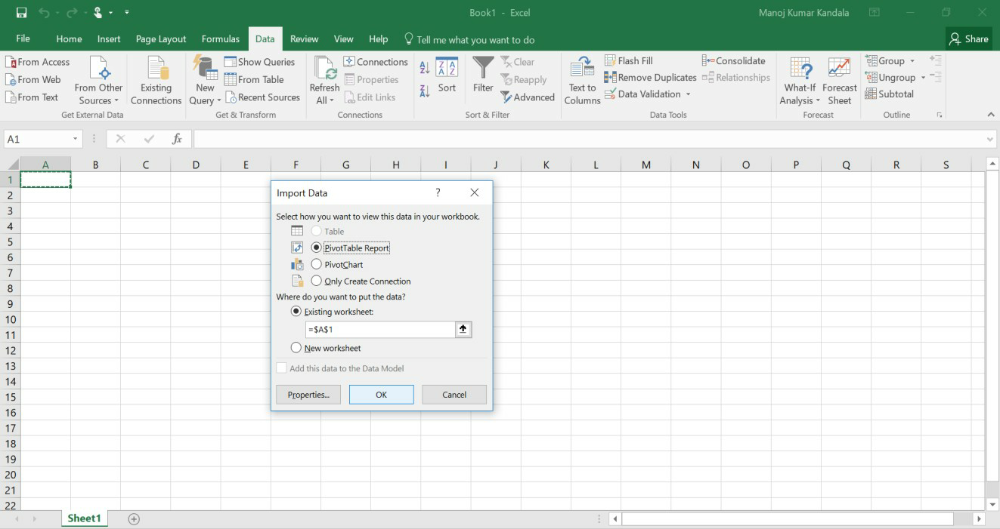 Book1 - Excel
Manoj Kumar Kandala
File Home Insert Page Layout Formulas Data Review View Help Tell me what you want to do Share
From Access
From Web
From Text
From Other
Sources
Existing
Connections
Get External Data
New
Query
Show Queries
From Table
Recent Sources
Get & Transform
Refresh
All
Connections
Properties
Edit Links
Connections
Sort
Filter
Clear
Reapply
Advanced
Sort & Filter
Text to
Columns
Flash Fill
Remove Duplicates
Data Validation
Consolidate
Relationships
Data Tools
What-If
Analysis
Forecast
Sheet
Forecast
Group
Ungroup
Subtotal
Outline
A1
fx
A B C D E F G H I J K L M N O P Q R S
1
2
3
4
5
6
7
8
9
10
11
12
13
14
15
16
17
18
19
20
21
22
Import Data ?
Select how you want to view this data in your workbook.
Table
PivotTable Report
PivotChart
Only Create Connection
Where do you want to put the data?
Existing worksheet:
=$A$1
New worksheet
Add this data to the Data Model
Properties... OK Cancel
Sheet1